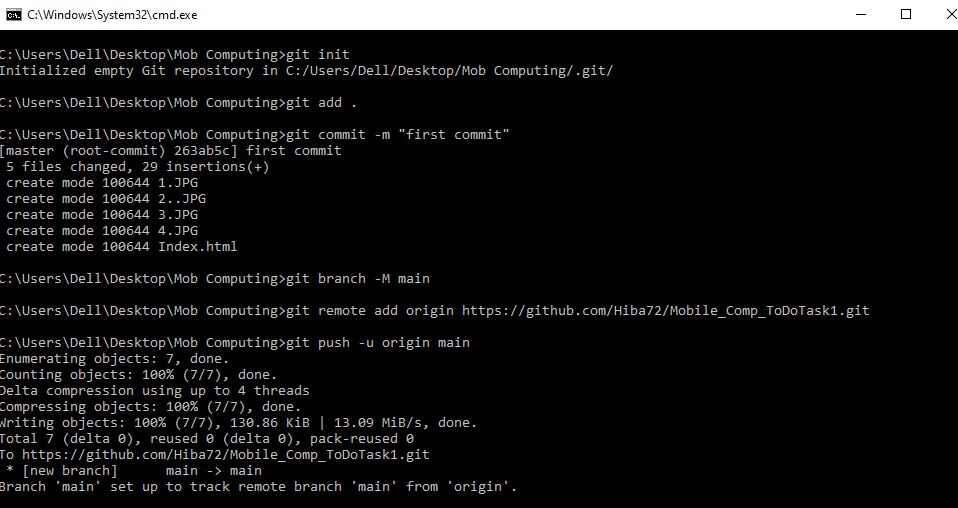 C:\Windows\System32\cmd.exe
C:\Users\Dell\Desktop\Mob Computing>git init
Initialized empty Git repository in C:/Users/Dell/Desktop/Mob Computing/.git/
C:\Users\Dell\Desktop\Mob Computing>git add .
C:\Users\Dell\Desktop\Mob Computing>git commit -m "first commit"
[master (root-commit) 263ab5c] first commit
5 files changed, 29 insertions(+)
create mode 100644 1.JPG
create mode 100644 2..JPG
create mode 100644 3.JPG
create mode 100644 4.JPG
create mode 100644 Index.html
C:\Users\Dell\Desktop\Mob Computing>git branch -M main
C:\Users\Dell\Desktop\Mob Computing>git remote add origin https://github.com/Hiba72/Mobile_Comp_ToDoTask1.git
C:\Users\Dell\Desktop\Mob Computing>git push -u origin main
Enumerating objects: 7, done.
Counting objects: 100% (7/7), done.
Delta compression using up to 4 threads
Compressing objects: 100% (7/7), done.
Writing objects: 100% (7/7), 130.86 KiB | 13.09 MiB/s, done.
Total 7 (delta 0), reused 0 (delta 0), pack-reused 0
To https://github.com/Hiba72/Mobile_Comp_ToDoTask1.git
* [new branch]      main -> main
Branch 'main' set up to track remote branch 'main' from 'origin'.